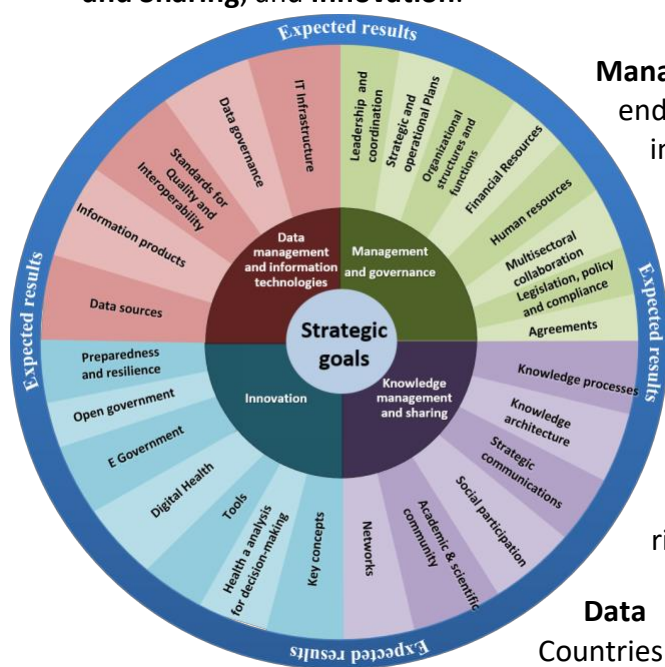 and Sharing, and Innovation.
Expected results
IT Infrastructure
Data governance
Standards for
Quality and
Interoperability
Information products
Data sources
Leadership and
coordination
Strategic and
operational Plans
Organizational
structures and
functions
Financial Resources
Human resources
Multisectoral
collaboration
Legislation, policy
and compliance
Agreements
Mana
end
in
Data
management
and information
technologies
Management
and governance
Expected results
Expected results
Strategic
goals
Preparedness
and resilience
Open government
E Government
Digital Health
Tools
Health a analysis
for decision-making
Key concepts
Innovation
Knowledge
management
and sharing
Knowledge processes
Knowledge
architecture
Strategic
communications
Social participation
Academic & scientific
community
Networks
Expected results
ri
Data
Countries